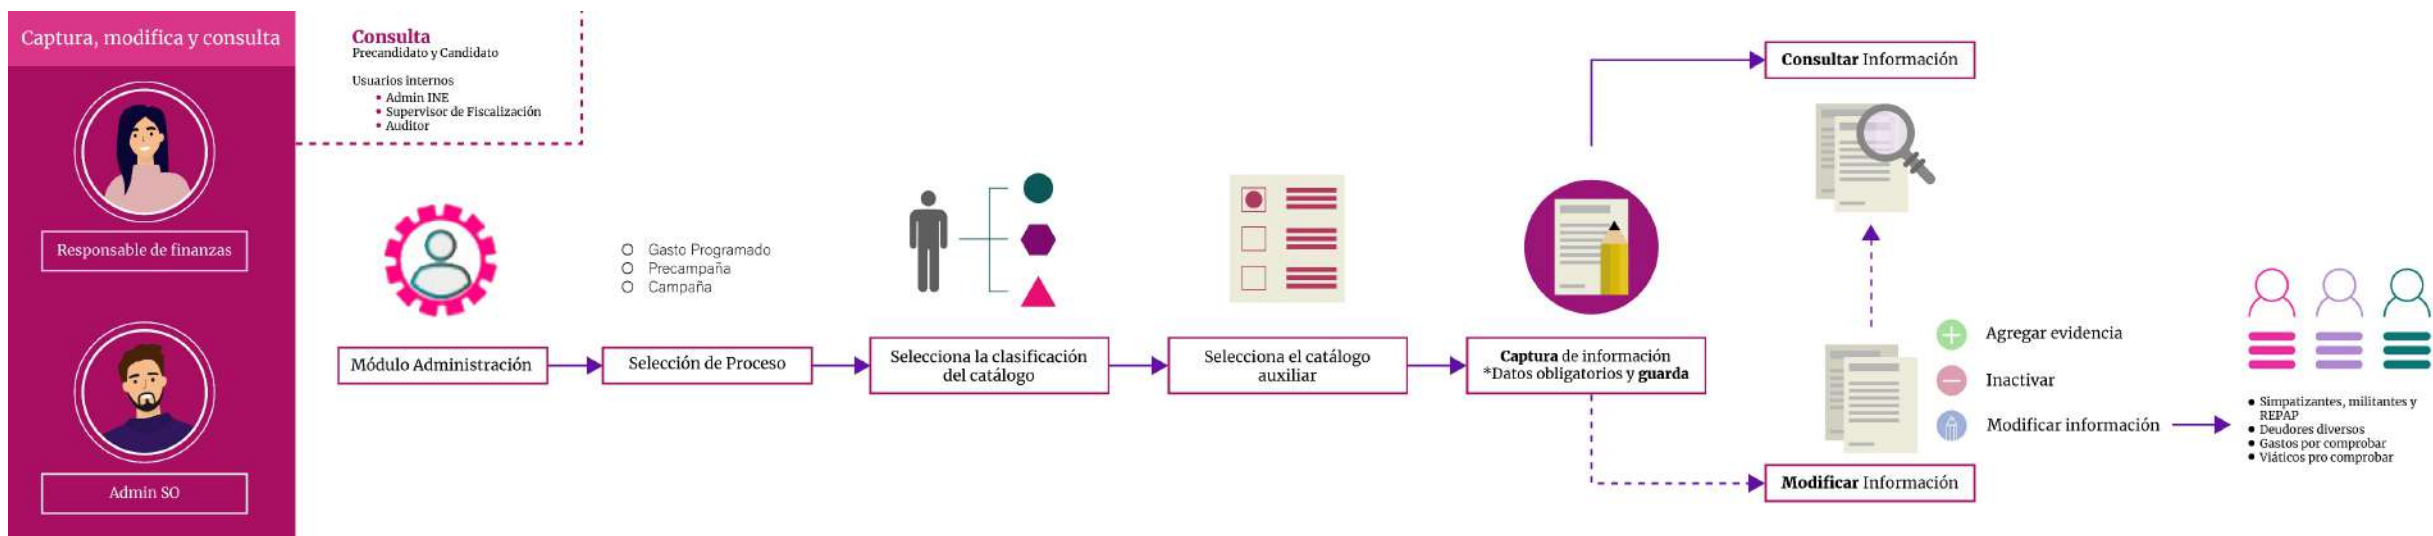 Captura, modifica y consulta
Responsable de finanzas
Admin SO
Consulta
Precandidato y Candidato
Usuarios internos
• Admin INE
• Supervisor de Fiscalización
• Auditor
Módulo Administración
○ Gasto Programado
○ Precampaña
○ Campaña
Selección de Proceso
Selecciona la clasificación
del catálogo
Selecciona el catálogo
auxiliar
Captura de información
*Datos obligatorios y guarda
Consultar Información
Agregar evidencia
Inactivar
Modificar información
Modificar Información
• Simpatizantes, militantes y
REPAP
• Deudores diversos
• Gastos por comprobar
• Viáticos pro comprobar